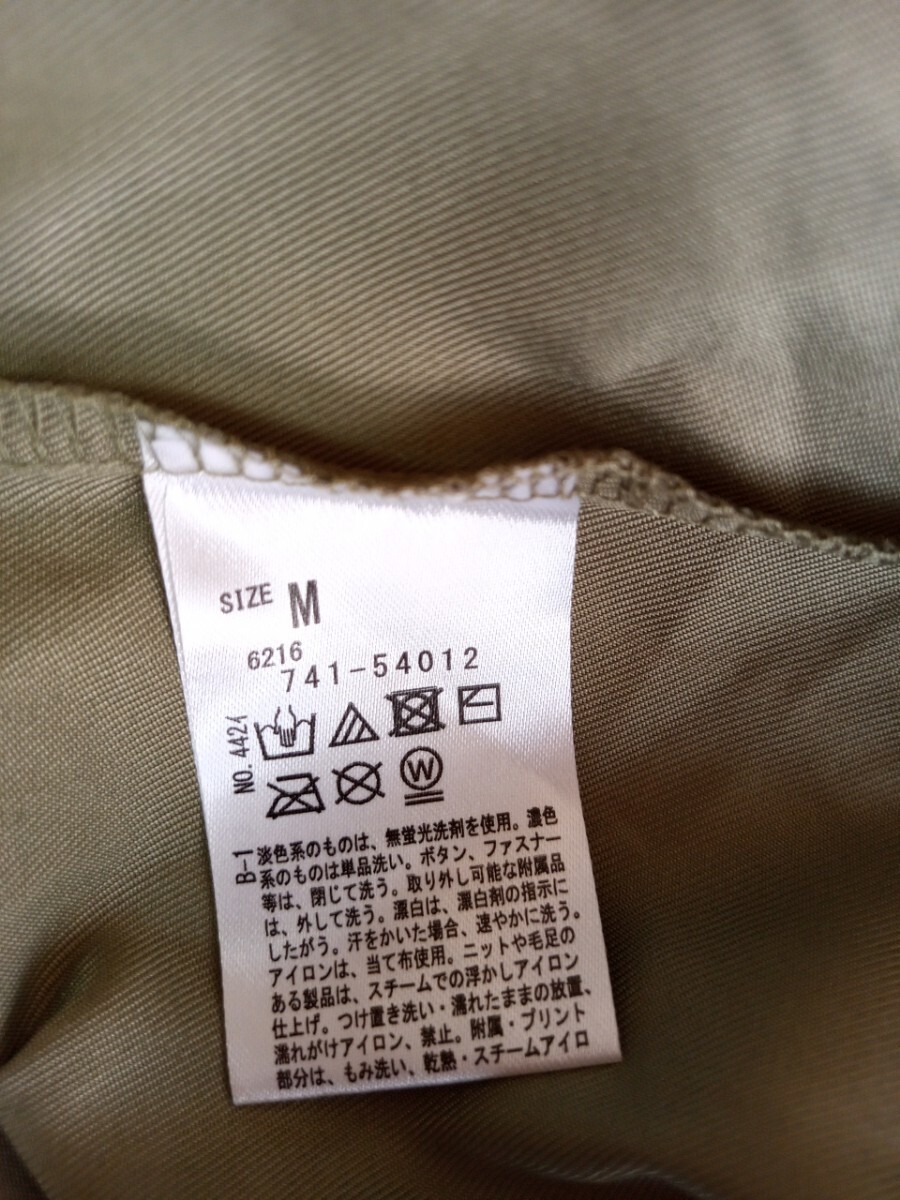 SIZE M
6216
741-54012
NO. 4421
W
B-1
淡色系のものは、無蛍光洗剤を使用。濃色
系のものは単品洗い。ボタン、ファスナー
等は、閉じて洗う。取り外し可能な附属品
は、外して洗う。漂白は、漂白剤の指示に
したがう。汗をかいた場合、速やかに洗う。
アイロンは、当て布使用。ニットや毛足の
ある製品は、スチームでの浮かしアイロン
仕上げ。つけ置き洗い・濡れたままの放置、
濡れがけアイロン、禁止。附属・プリント
部分は、もみ洗い、乾熱・スチームアイロ